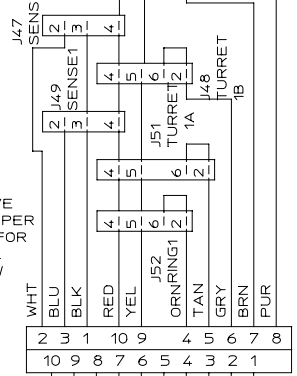 J47
SENS
2 3 4
4 5 6 2
J48
TURRET
1B
J49
SENSE1
2 3 4
J51
TURRET
1A
4 5 6 2
4 5 6 2
J52
ORNRING1
VE
PER
FOR
WHT
BLU
BLK
RED
YEL
TAN
GRY
BRN
PUR
2 3 1 10 9 4 5 6 7 8
10 9 8 7 6 5 4 3 2 1